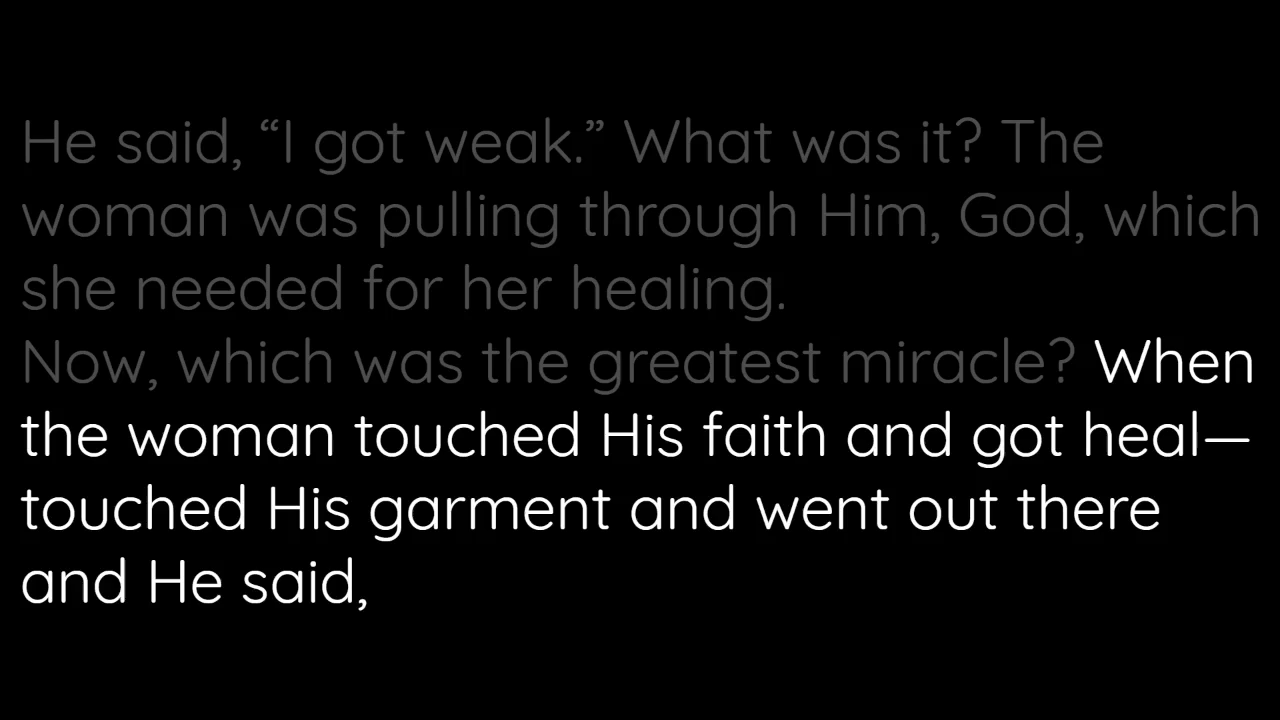 He said, “I got weak.” What was it? The
woman was pulling through Him, God, which
she needed for her healing.
Now, which was the greatest miracle? When
the woman touched His faith and got heal—
touched His garment and went out there
and He said,